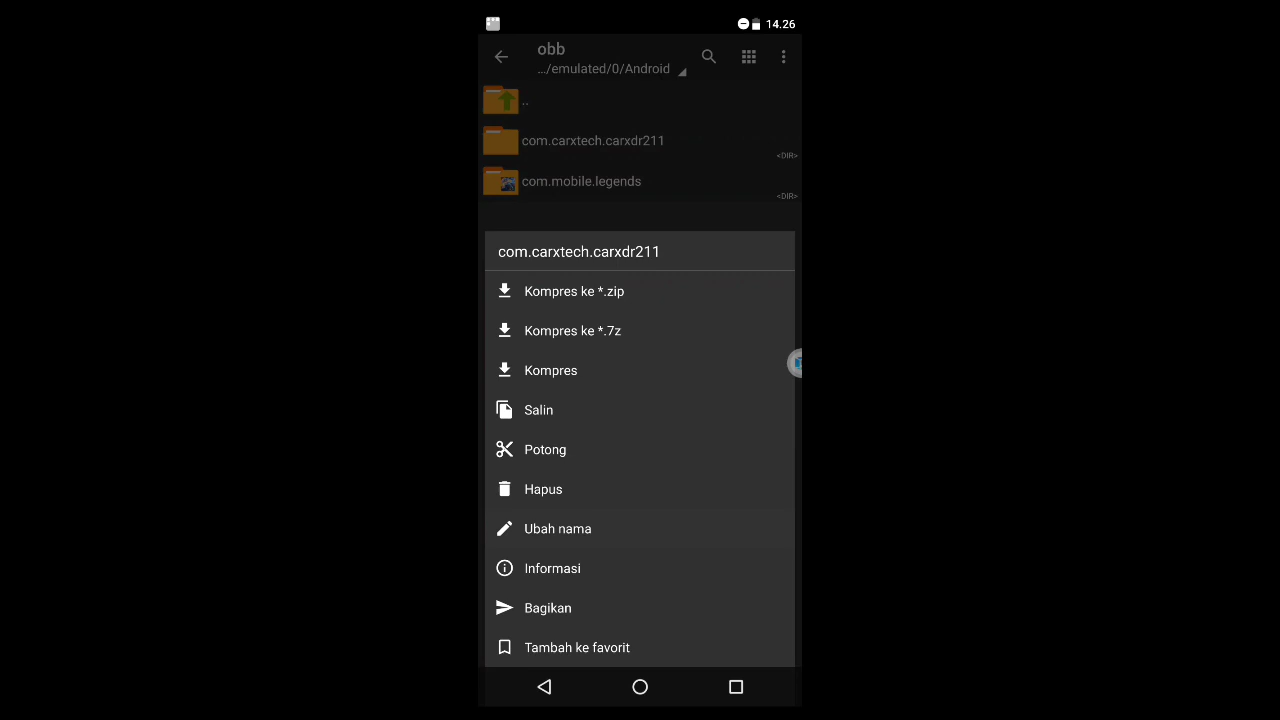 14.26
obb
.../emulated/0/Android
..
com.carxtech.carxdr211
<DIR>
com.mobile.legends
<DIR>
com.carxtech.carxdr211
Kompres ke *.zip
Kompres ke *.7z
Kompres
Salin
Potong
Hapus
Ubah nama
Informasi
Bagikan
Tambah ke favorit